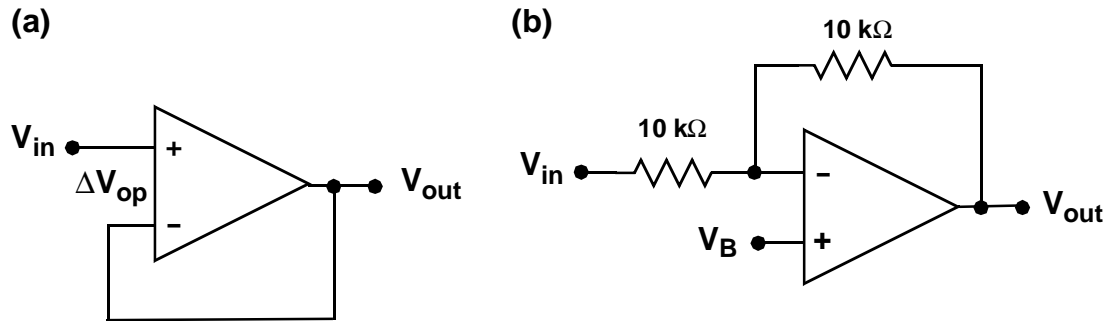 (a)
V_in
+
ΔV_op
−
V_out
(b)
10 kΩ
10 kΩ
V_in
−
V_B
+
V_out